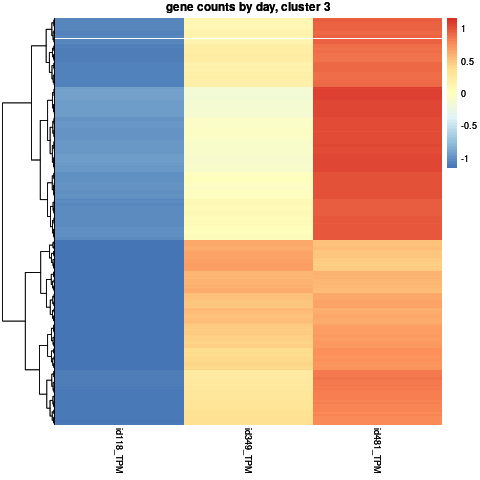 gene counts by day, cluster 3
1
0.5
0
-0.5
-1
id118_TPM
id349_TPM
id481_TPM